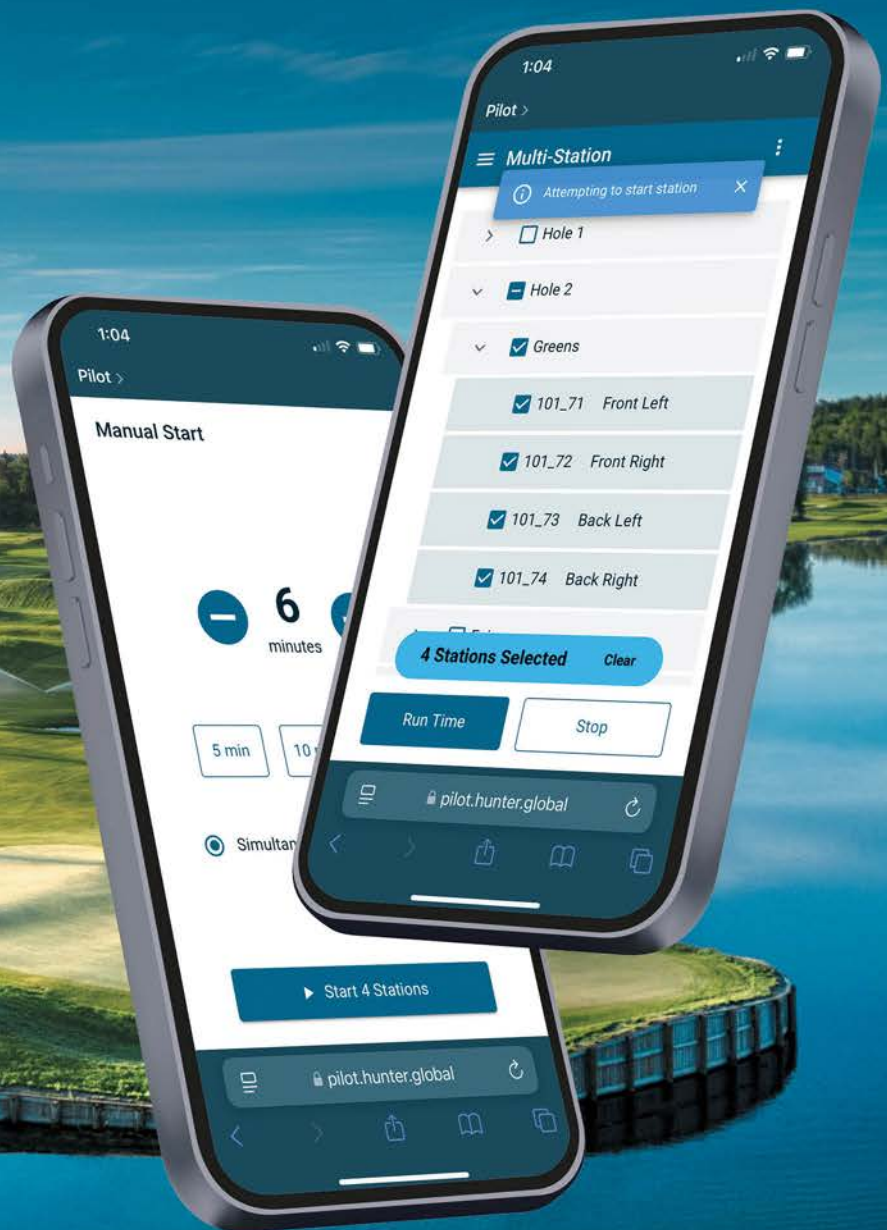 1:04
Pilot >
Multi-Station
Attempting to start station
Hole 1
Hole 2
Greens
101_71 Front Left
101_72 Front Right
101_73 Back Left
101_74 Back Right
4 Stations Selected Clear
Run Time Stop
pilot.hunter.global
1:04
Pilot >
Manual Start
6
minutes
5 min 10
Start 4 Stations
pilot.hunter.global